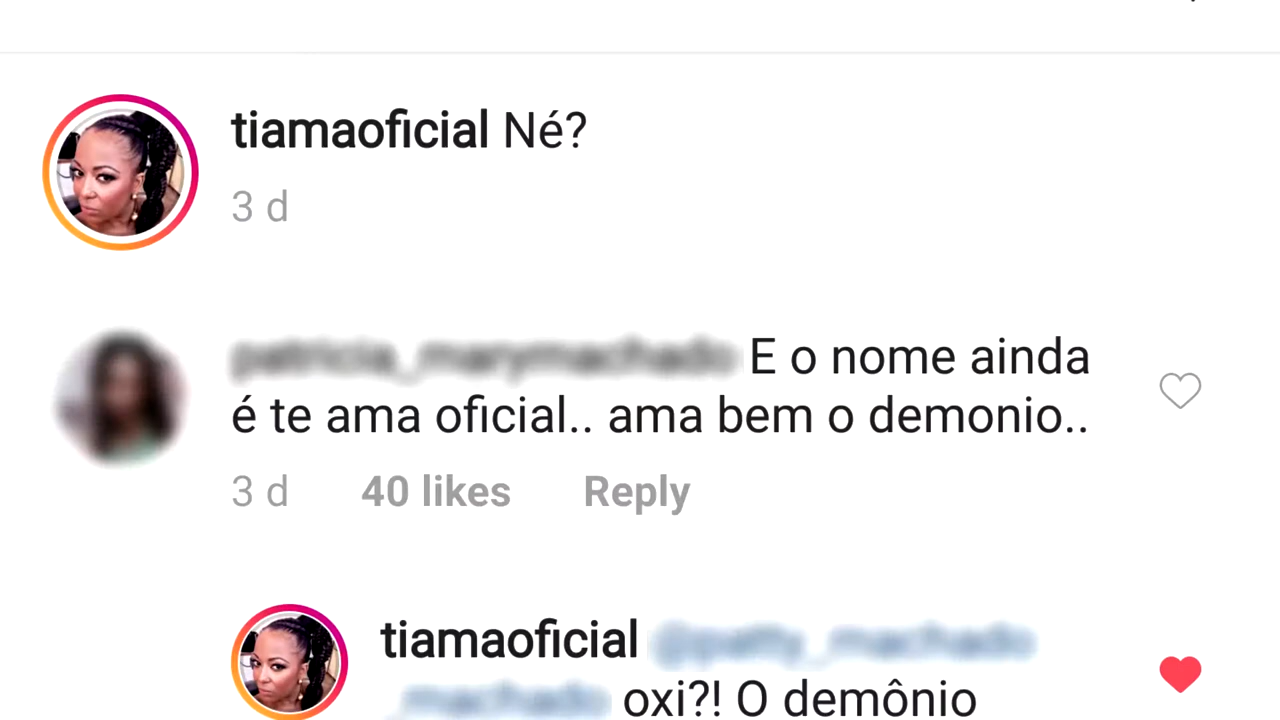 tiamaoficial Né?
3 d
E o nome ainda
é te ama oficial.. ama bem o demonio..
3 d 40 likes Reply
tiamaoficial
oxi?! O demônio